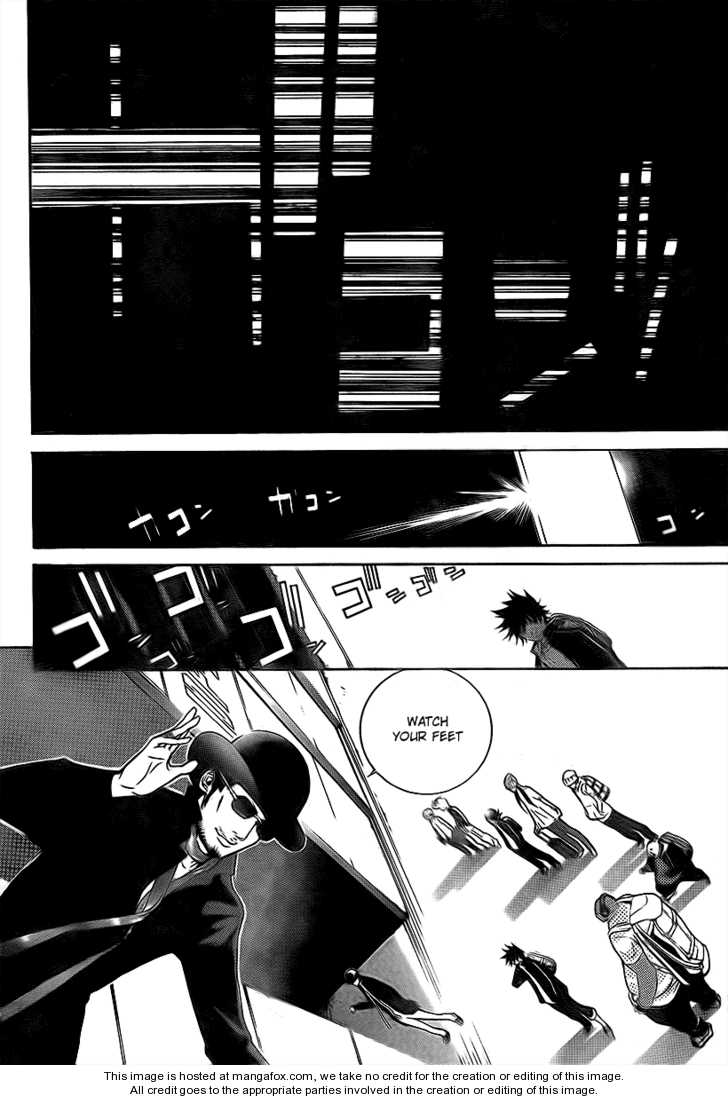 ガコン
ガコン
ガコン
ゴゴゴゴゴゴ
WATCH
YOUR FEET
This image is hosted at mangafox.com, we take no credit for the creation or editing of this image.
All credit goes to the appropriate parties involved in the creation or editing of this image.